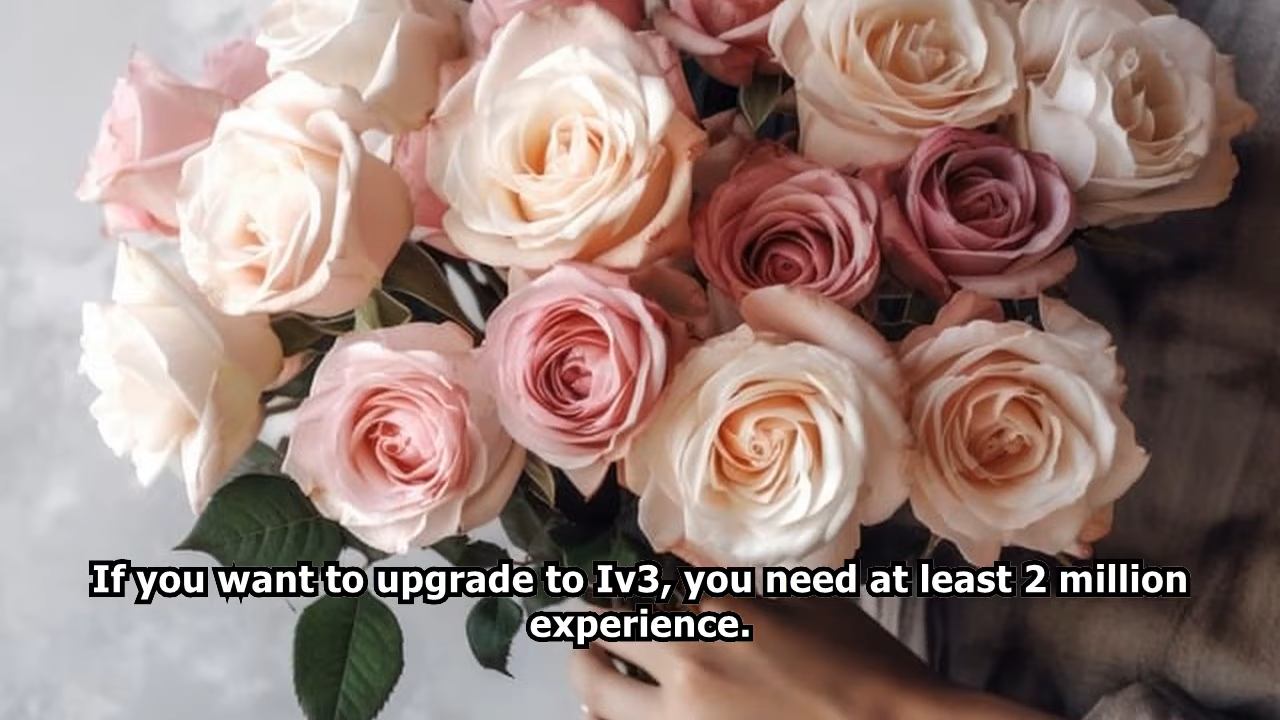 If you want to upgrade to Iv3, you need at least 2 million
experience.